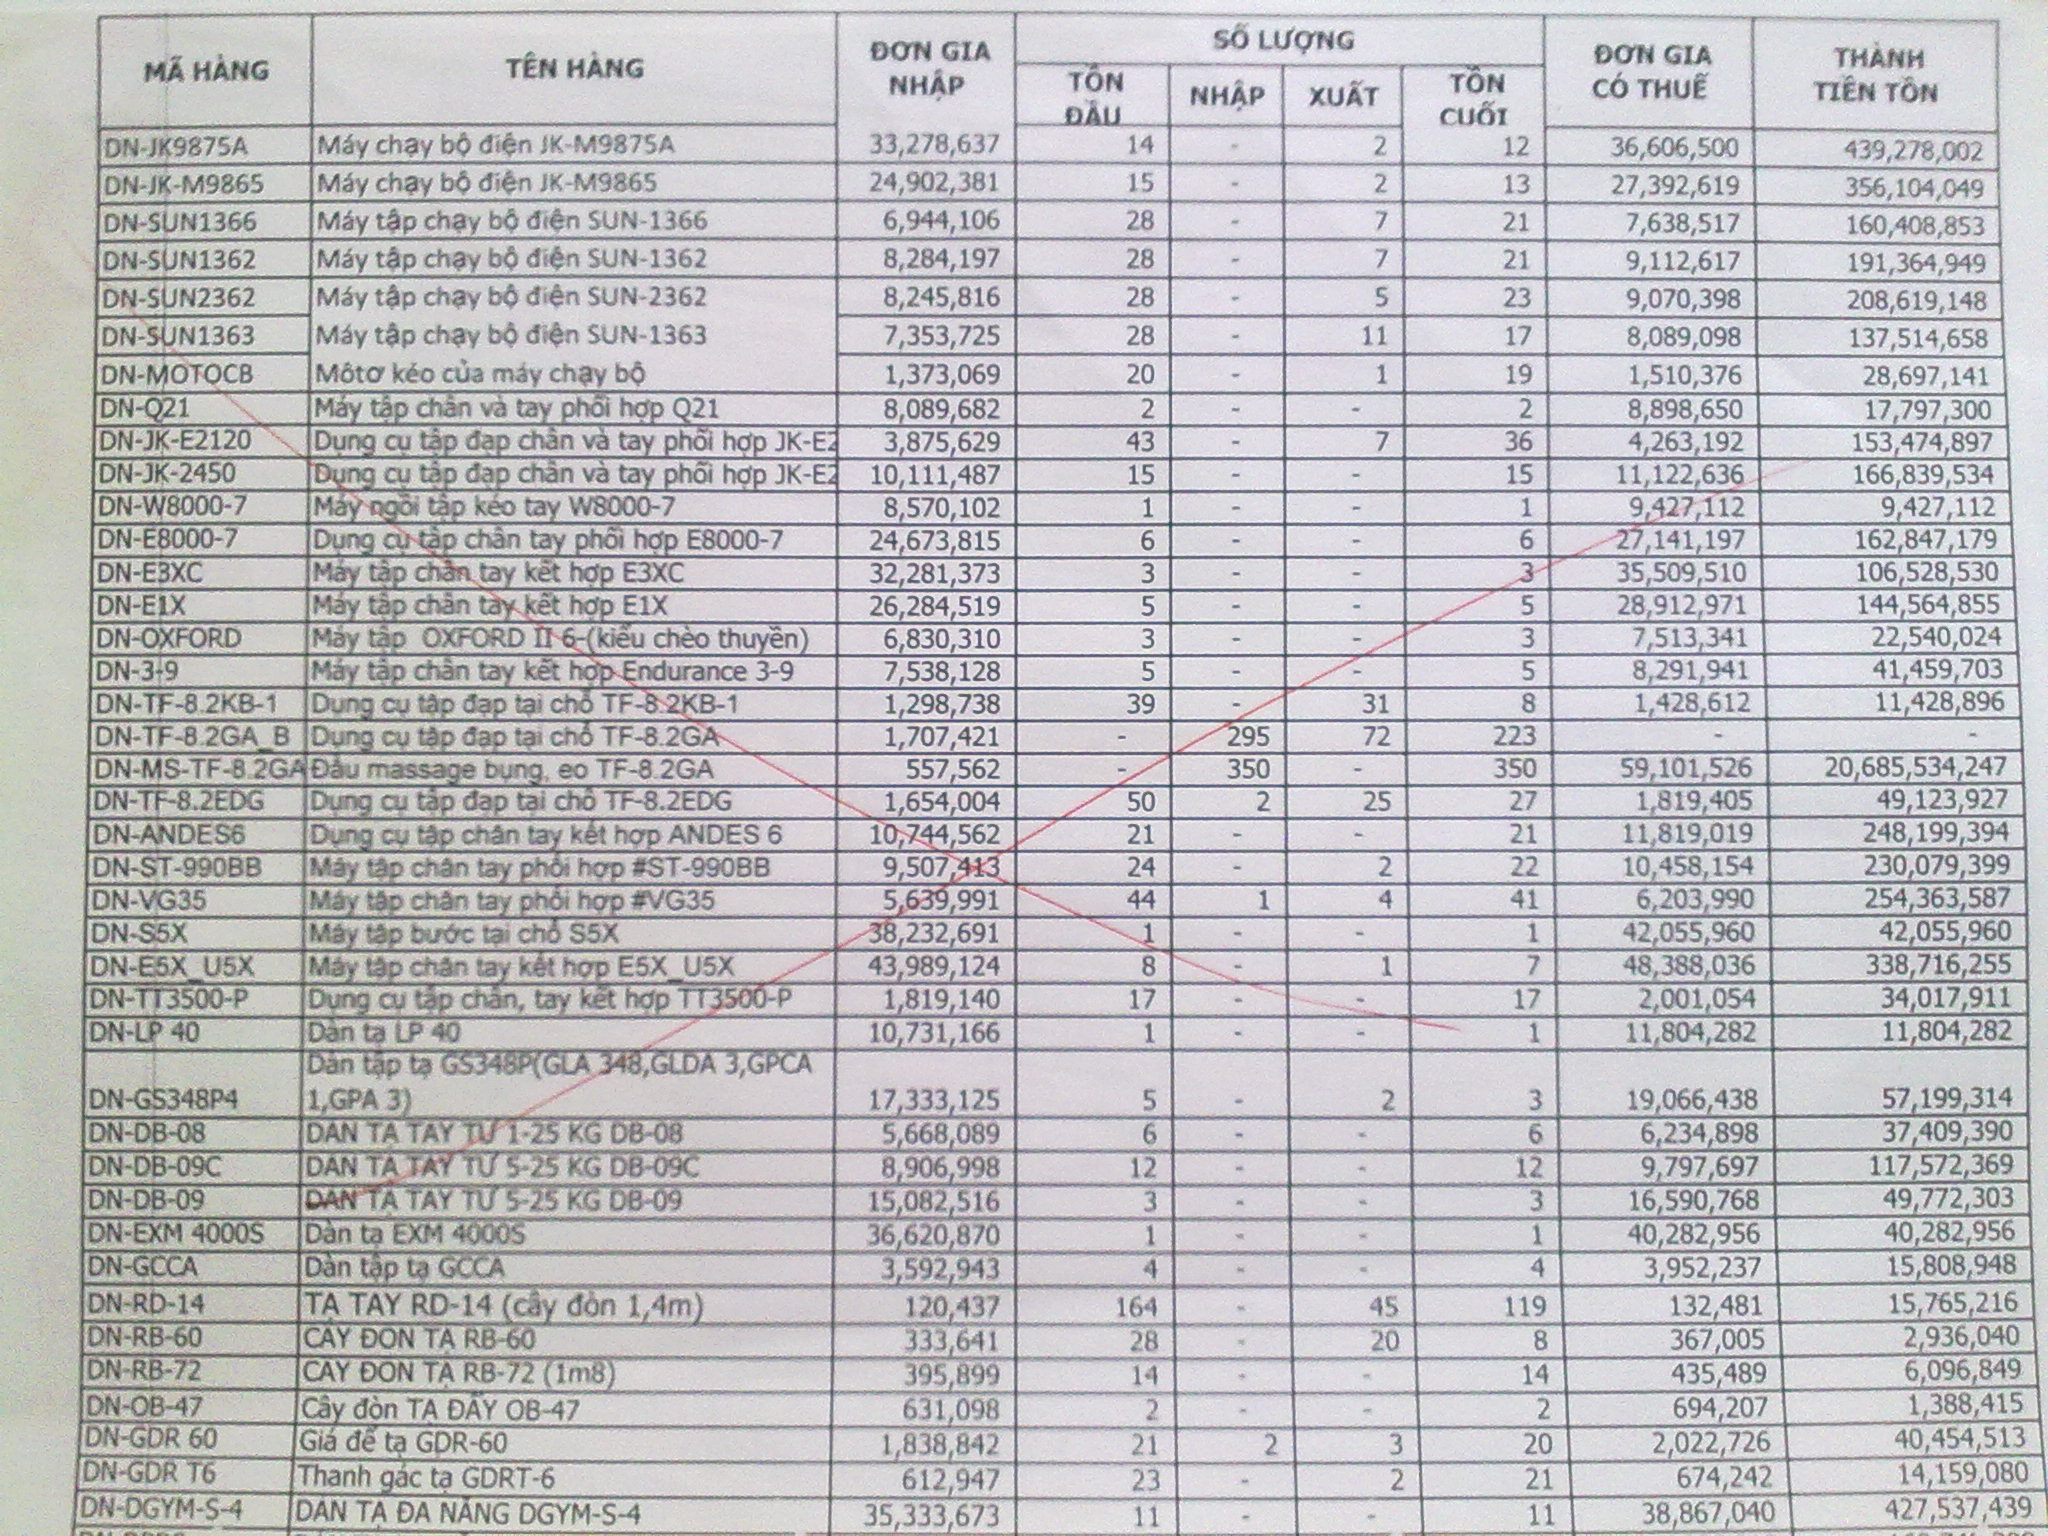 MÃ HÀNG TÊN HÀNG ĐƠN GIA NHẬP SỐ LƯỢNG ĐƠN GIA CÓ THUẾ THÀNH TIỀN TỒN
TỒN ĐẦU NHẬP XUẤT TỒN CUỐI
DN-JK9875A Máy chạy bộ điện JK-M9875A 33,278,637 14 - 2 12 36,606,500 439,278,002
DN-JK-M9865 Máy chạy bộ điện JK-M9865 24,902,381 15 - 2 13 27,392,619 356,104,049
DN-SUN1366 Máy tập chạy bộ điện SUN-1366 6,944,106 28 - 7 21 7,638,517 160,408,853
DN-SUN1362 Máy tập chạy bộ điện SUN-1362 8,284,197 28 - 7 21 9,112,617 191,364,949
DN-SUN2362 Máy tập chạy bộ điện SUN-2362 8,245,816 28 - 5 23 9,070,398 208,619,148
DN-SUN1363 Máy tập chạy bộ điện SUN-1363 7,353,725 28 - 11 17 8,089,098 137,514,658
DN-MOTOCB Môtơ kéo của máy chạy bộ 1,373,069 20 - 1 19 1,510,376 28,697,141
DN-Q21 Máy tập chân và tay phối hợp Q21 8,089,682 2 - - 2 8,898,650 17,797,300
DN-JK-E2120 Dụng cụ tập đạp chân và tay phối hợp JK-E2 3,875,629 43 - 7 36 4,263,192 153,474,897
DN-JK-2450 Dụng cụ tập đạp chân và tay phối hợp JK-E2 10,111,487 15 - - 15 11,122,636 166,839,534
DN-W8000-7 Máy ngồi tập kéo tay W8000-7 8,570,102 1 - - 1 9,427,112 9,427,112
DN-E8000-7 Dụng cụ tập chân tay phối hợp E8000-7 24,673,815 6 - - 6 27,141,197 162,847,179
DN-E3XC Máy tập chân tay kết hợp E3XC 32,281,373 3 - - 3 35,509,510 106,528,530
DN-E1X Máy tập chân tay kết hợp E1X 26,284,519 5 - - 5 28,912,971 144,564,855
DN-OXFORD Máy tập OXFORD II 6-(kiểu chèo thuyền) 6,830,310 3 - - 3 7,513,341 22,540,024
DN-3-9 Máy tập chân tay kết hợp Endurance 3-9 7,538,128 5 - - 5 8,291,941 41,459,703
DN-TF-8.2KB-1 Dụng cụ tập đạp tại chổ TF-8.2KB-1 1,298,738 39 - 31 8 1,428,612 11,428,896
DN-TF-8.2GA_B Dụng cụ tập đạp tại chổ TF-8.2GA 1,707,421 - 295 72 223 - -
DN-MS-TF-8.2GA Đầu massage bụng, eo TF-8.2GA 557,562 - 350 - 350 59,101,526 20,685,534,247
DN-TF-8.2EDG Dụng cụ tập đạp tại chổ TF-8.2EDG 1,654,004 50 2 25 27 1,819,405 49,123,927
DN-ANDES6 Dụng cụ tập chân tay kết hợp ANDES 6 10,744,562 21 - - 21 11,819,019 248,199,394
DN-ST-990BB Máy tập chân tay phối hợp #ST-990BB 9,507,413 24 - 2 22 10,458,154 230,079,399
DN-VG35 Máy tập chân tay phối hợp #VG35 5,639,991 44 1 4 41 6,203,990 254,363,587
DN-S5X Máy tập bước tại chổ S5X 38,232,691 1 - - 1 42,055,960 42,055,960
DN-E5X_U5X Máy tập chân tay kết hợp E5X_U5X 43,989,124 8 - 1 7 48,388,036 338,716,255
DN-TT3500-P Dụng cụ tập chân, tay kết hợp TT3500-P 1,819,140 17 - - 17 2,001,054 34,017,911
DN-LP 40 Dàn tạ LP 40 10,731,166 1 - - 1 11,804,282 11,804,282
Dàn tập tạ GS348P(GLA 348,GLDA 3,GPCA
DN-GS348P4 1,GPA 3) 17,333,125 5 - 2 3 19,066,438 57,199,314
DN-DB-08 DÀN TẠ TAY TỪ 1-25 KG DB-08 5,668,089 6 - - 6 6,234,898 37,409,390
DN-DB-09C DÀN TẠ TAY TỪ 5-25 KG DB-09C 8,906,998 12 - - 12 9,797,697 117,572,369
DN-DB-09 DÀN TẠ TAY TỪ 5-25 KG DB-09 15,082,516 3 - - 3 16,590,768 49,772,303
DN-EXM 4000S Dàn tạ EXM 4000S 36,620,870 1 - - 1 40,282,956 40,282,956
DN-GCCA Dàn tập tạ GCCA 3,592,943 4 - - 4 3,952,237 15,808,948
DN-RD-14 TẠ TAY RD-14 (cây đòn 1,4m) 120,437 164 - 45 119 132,481 15,765,216
DN-RB-60 CÂY ĐÒN TẠ RB-60 333,641 28 - 20 8 367,005 2,936,040
DN-RB-72 CÂY ĐÒN TẠ RB-72 (1m8) 395,899 14 - - 14 435,489 6,096,849
DN-OB-47 Cây đòn TẠ ĐẨY OB-47 631,098 2 - - 2 694,207 1,388,415
DN-GDR 60 Giá để tạ GDR-60 1,838,842 21 2 3 20 2,022,726 40,454,513
DN-GDR T6 Thanh gác tạ GDRT-6 612,947 23 - 2 21 674,242 14,159,080
DN-DGYM-S-4 DÀN TẠ ĐA NĂNG DGYM-S-4 35,333,673 11 - - 11 38,867,040 427,537,439